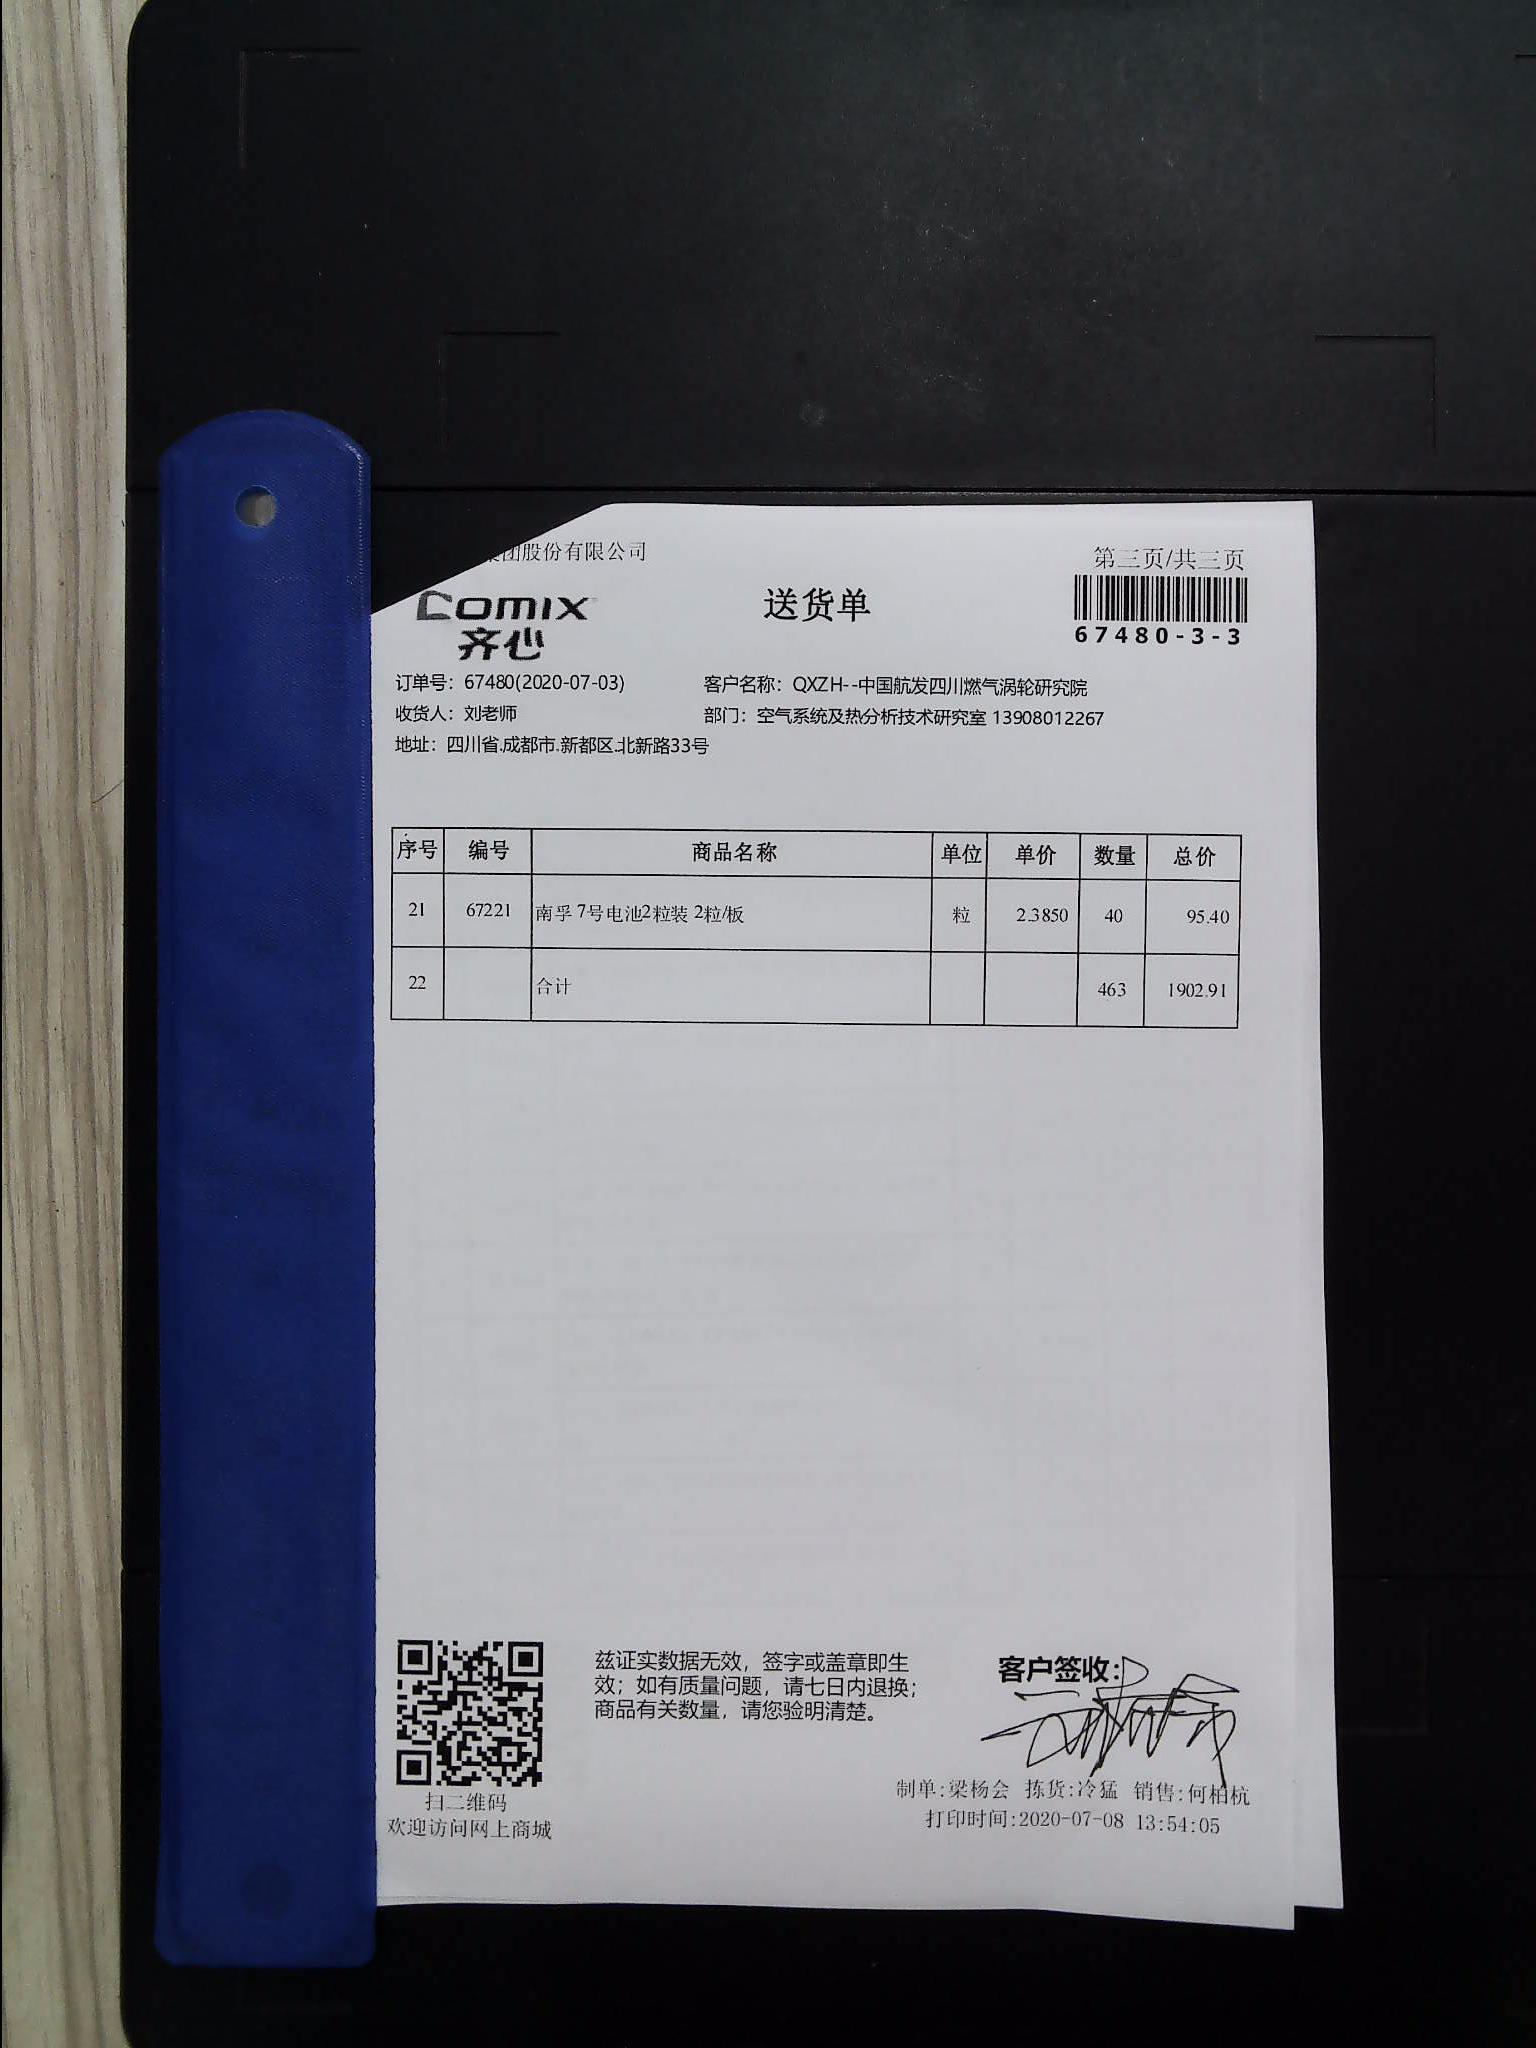 团股份有限公司
第三页/共三页
COMIX
齐心
送货单
67480-3-3
订单号：67480(2020-07-03)
客户名称：QXZH--中国航发四川燃气涡轮研究院
收货人：刘老师
部门：空气系统及热分析技术研究室 13908012267
地址：四川省.成都市.新都区.北新路33号
序号 编号 商品名称 单位 单价 数量 总价
21 67221 南孚 7号电池2粒装 2粒/板 粒 2.3850 40 95.40
22 合计 463 1902.91
兹证实数据无效，签字或盖章即生
效；如有质量问题，请七日内退换；
商品有关数量，请您验明清楚。
客户签收：
制单:梁杨会 拣货:冷猛 销售:何柏杭
打印时间:2020-07-08 13:54:05
扫二维码
欢迎访问网上商城